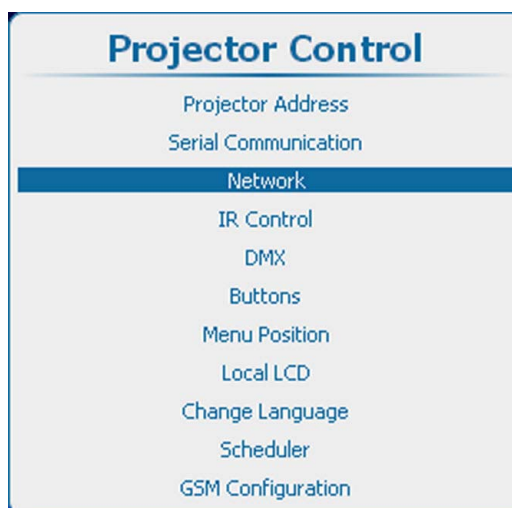 Projector Control
Projector Address
Serial Communication
Network
IR Control
DMX
Buttons
Menu Position
Local LCD
Change Language
Scheduler
GSM Configuration